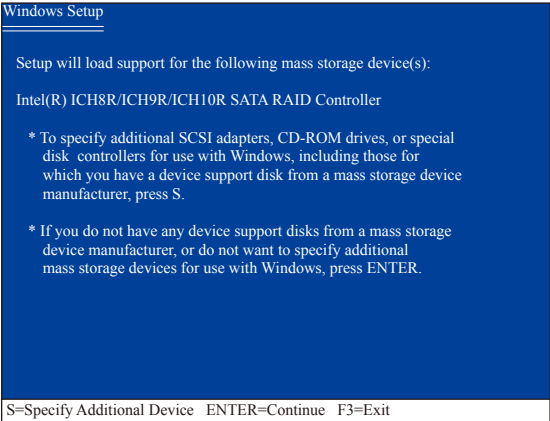 Windows Setup
Setup will load support for the following mass storage device(s):
Intel(R) ICH8R/ICH9R/ICH10R SATA RAID Controller
* To specify additional SCSI adapters, CD-ROM drives, or special
disk controllers for use with Windows, including those for
which you have a device support disk from a mass storage device
manufacturer, press S.
* If you do not have any device support disks from a mass storage
device manufacturer, or do not want to specify additional
mass storage devices for use with Windows, press ENTER.
S=Specify Additional Device ENTER=Continue F3=Exit